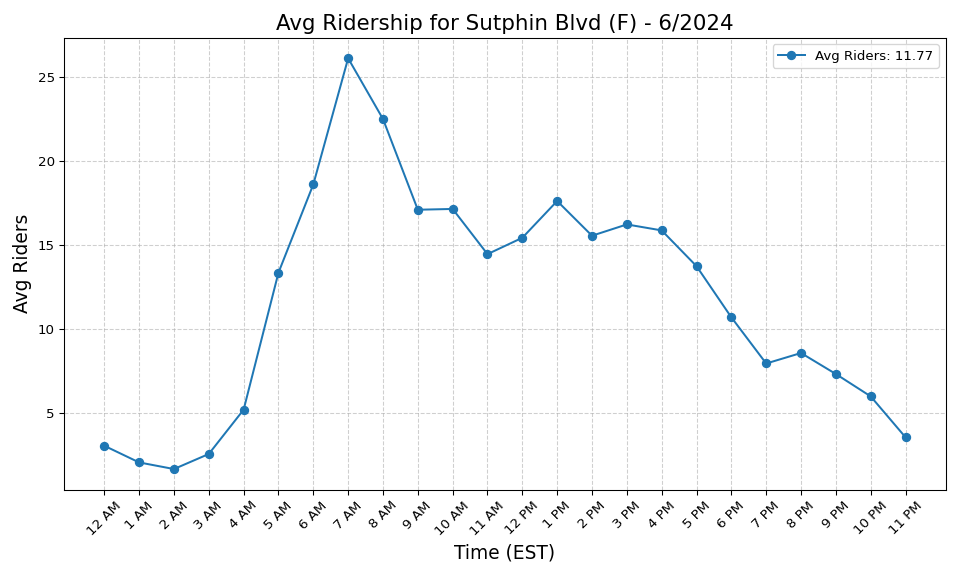 Avg Ridership for Sutphin Blvd (F) - 6/2024
Avg Riders: 11.77
Avg Riders
25
20
15
10
5
12 AM 1 AM 2 AM 3 AM 4 AM 5 AM 6 AM 7 AM 8 AM 9 AM 10 AM 11 AM 12 PM 1 PM 2 PM 3 PM 4 PM 5 PM 6 PM 7 PM 8 PM 9 PM 10 PM 11 PM
Time (EST)